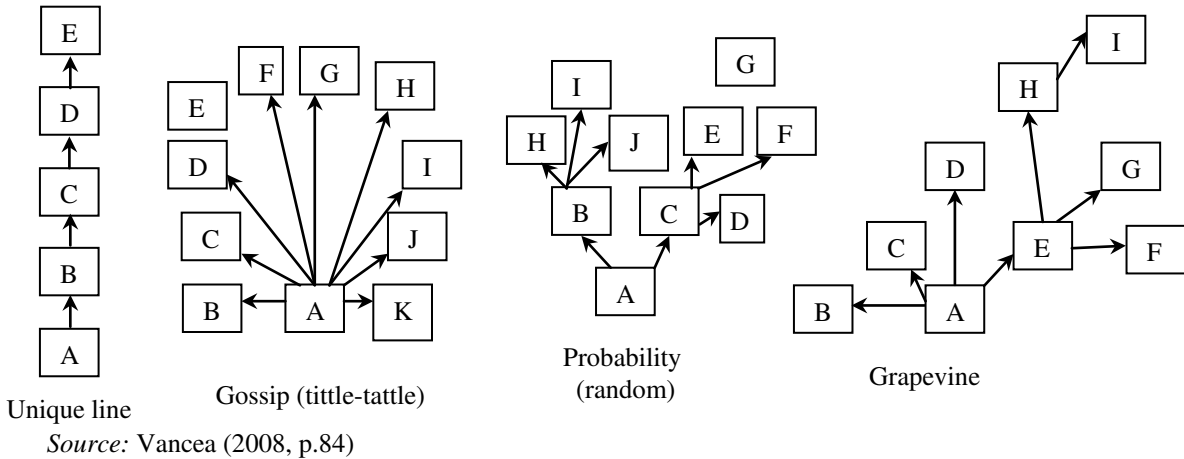 E
D
C
B
A
Unique line
F
G
H
E
D
I
C
J
B
A
K
Gossip (tittle-tattle)
G
I
H
J
E
F
B
C
D
A
Probability
(random)
I
H
D
G
C
E
F
B
A
Grapevine
Source: Vancea (2008, p.84)